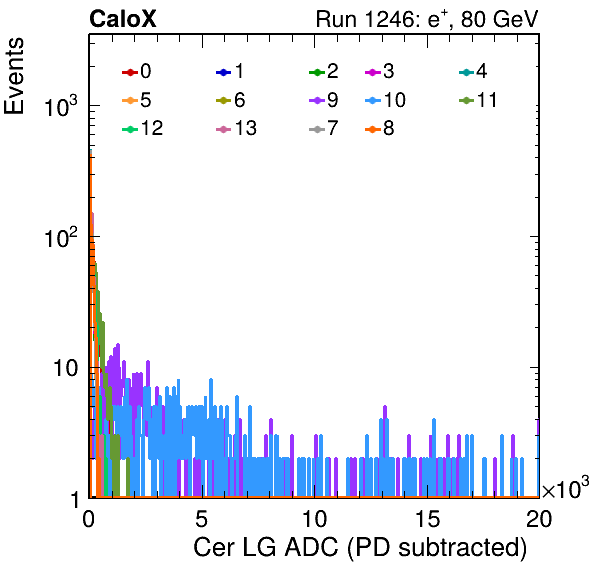 CaloX Run 1246: e⁺, 80 GeV
Events
0 1 2 3 4
5 6 9 10 11
12 13 7 8
10³
10²
10
1
0 5 10 15 20 ×10³
Cer LG ADC (PD subtracted)